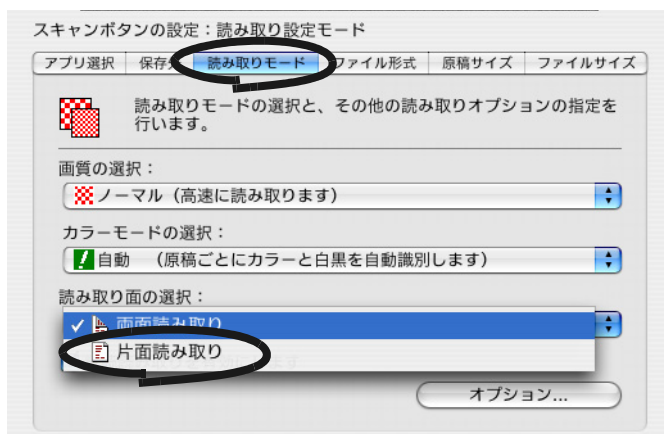 スキャンボタンの設定：読み取り設定モード
アプリ選択 保存 読み取りモード ファイル形式 原稿サイズ ファイルサイズ
読み取りモードの選択と、その他の読み取りオプションの指定を
行います。
画質の選択：
ノーマル（高速に読み取ります）
カラーモードの選択：
自動 （原稿ごとにカラーと白黒を自動識別します）
読み取り面の選択：
両面読み取り
片面読み取り
オプション...